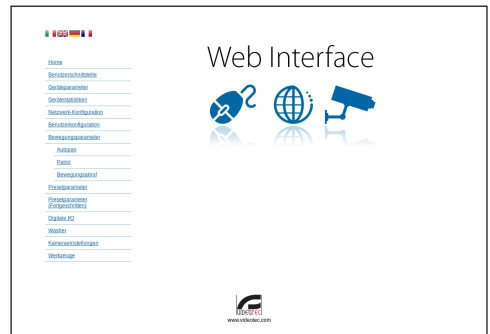 Web Interface
Home
Benutzerschnittstelle
Geräteparameter
Gerätestatistiken
Netzwerk-Konfiguration
Benutzerkonfiguration
Bewegungsparameter
Autopan
Patrol
Bewegungsabruf
Presetparameter
Presetparameter
(Fortgeschritten)
Digitale I/O
Washer
Kameraeinstellungen
Werkzeuge
VIDEOTEC
www.videotec.com